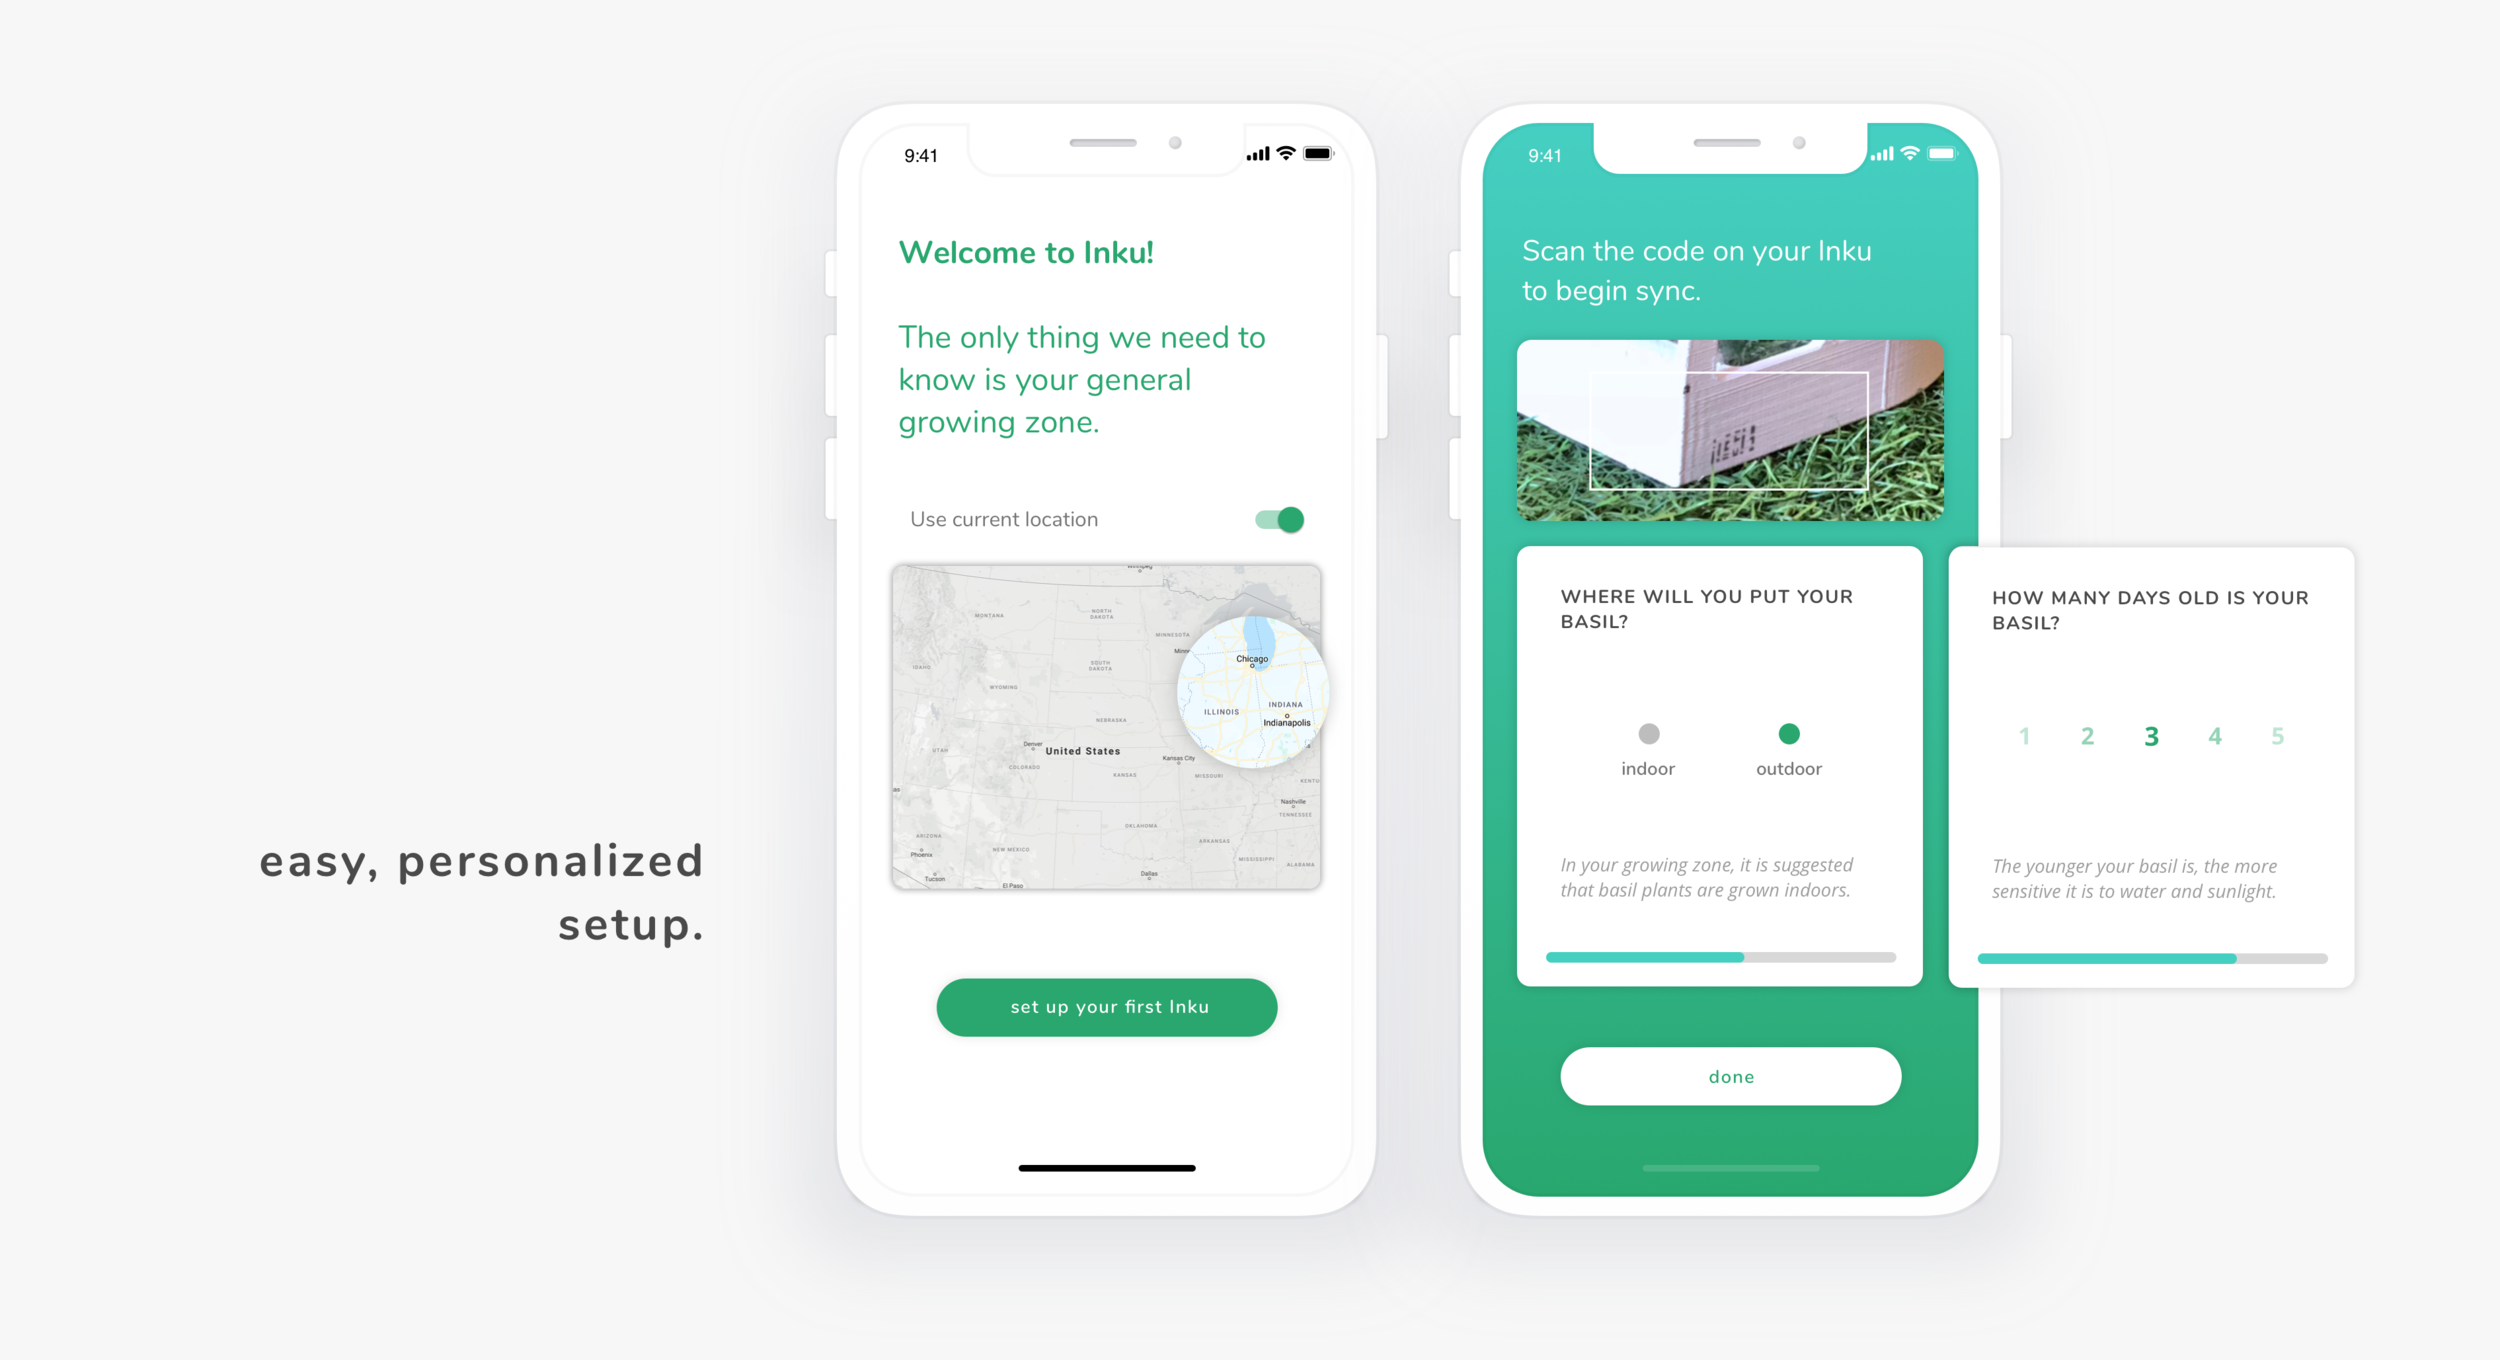 easy, personalized
setup.
9:41
Welcome to Inku!
The only thing we need to
know is your general
growing zone.
Use current location
Winnipeg
MONTANA
NORTH
DAKOTA
MINNESOTA
Minne
IDAHO
SOUTH
DAKOTA
WYOMING
Chicago
ILLINOIS
INDIANA
Indianapolis
NEBRASKA
UTAH
Denver
United States
COLORADO
Kansas City
KANSAS
MISSOURI
KENTU
as
Nashville
TENNESSEE
OKLAHOMA
ARIZONA
ARKANSAS
Phoenix
NEW MEXICO
MISSISSIPPI
ALABAMA
Tucson
Dallas
El Paso
set up your first Inku
9:41
Scan the code on your Inku
to begin sync.
WHERE WILL YOU PUT YOUR
BASIL?
indoor
outdoor
In your growing zone, it is suggested
that basil plants are grown indoors.
HOW MANY DAYS OLD IS YOUR
BASIL?
1 2 3 4 5
The younger your basil is, the more
sensitive it is to water and sunlight.
done